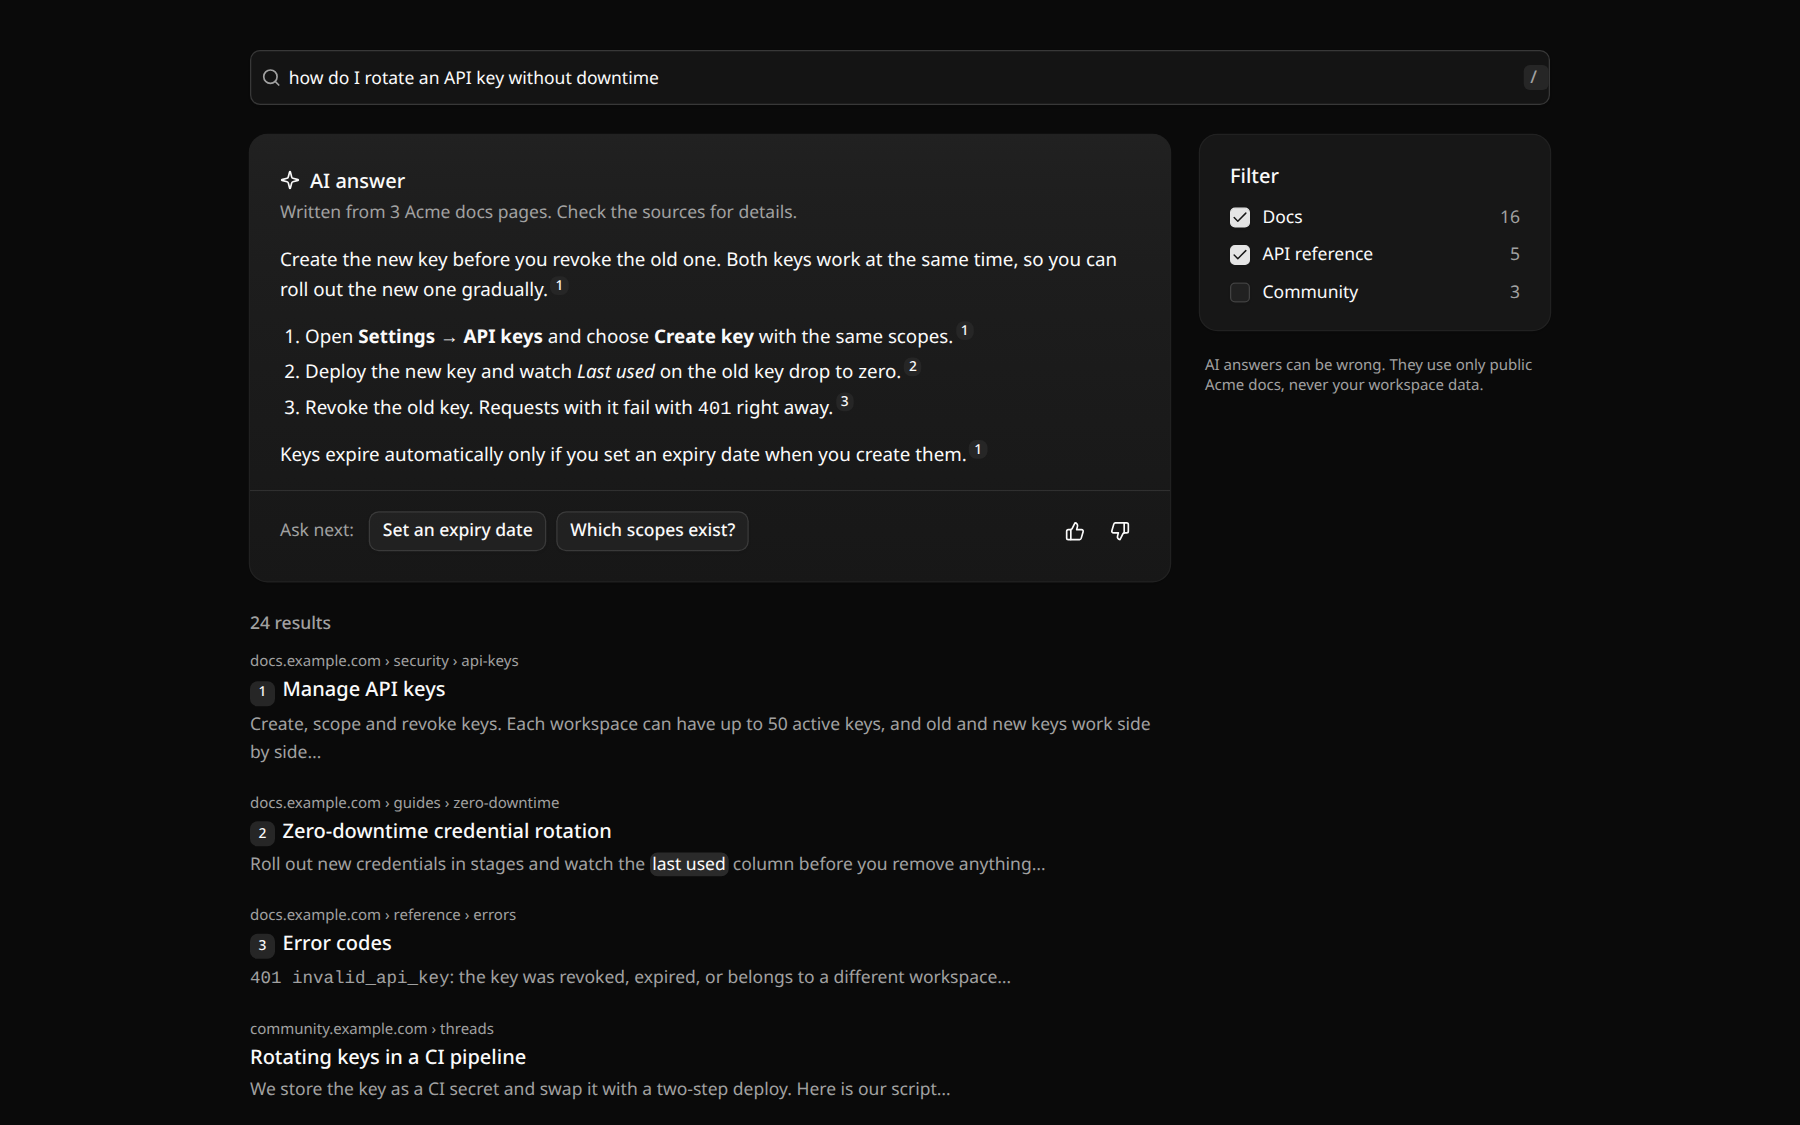 how do I rotate an API key without downtime
/
AI answer
Written from 3 Acme docs pages. Check the sources for details.
Create the new key before you revoke the old one. Both keys work at the same time, so you can
roll out the new one gradually. 1
1. Open Settings → API keys and choose Create key with the same scopes. 1
2. Deploy the new key and watch Last used on the old key drop to zero. 2
3. Revoke the old key. Requests with it fail with 401 right away. 3
Keys expire automatically only if you set an expiry date when you create them. 1
Ask next: Set an expiry date Which scopes exist?
Filter
Docs 16
API reference 5
Community 3
AI answers can be wrong. They use only public
Acme docs, never your workspace data.
24 results
docs.example.com › security › api-keys
1 Manage API keys
Create, scope and revoke keys. Each workspace can have up to 50 active keys, and old and new keys work side
by side...
docs.example.com › guides › zero-downtime
2 Zero-downtime credential rotation
Roll out new credentials in stages and watch the last used column before you remove anything...
docs.example.com › reference › errors
3 Error codes
401 invalid_api_key: the key was revoked, expired, or belongs to a different workspace...
community.example.com › threads
Rotating keys in a CI pipeline
We store the key as a CI secret and swap it with a two-step deploy. Here is our script...